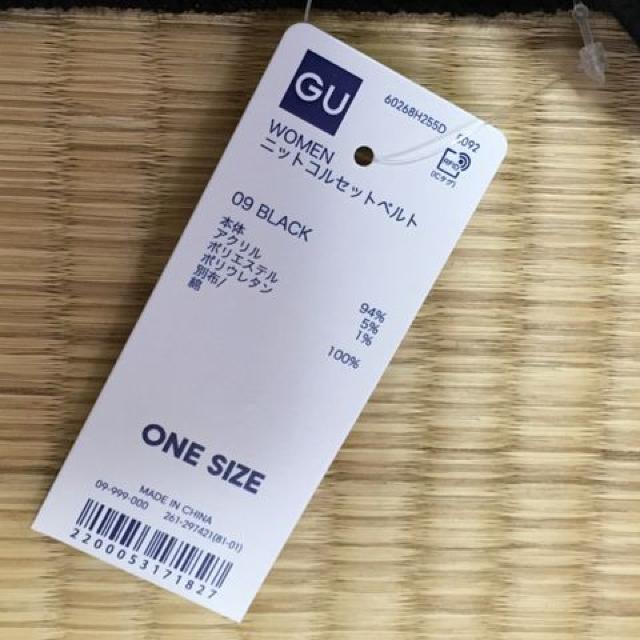 GU
60268H255D 2092
WOMEN
ニットコルセットベルト
(ICタグ)
09 BLACK
本体
アクリル 94%
ポリエステル 5%
ポリウレタン 1%
別布/
綿 100%
ONE SIZE
MADE IN CHINA
09-999-000 261-297421(81-01)
2200053171827